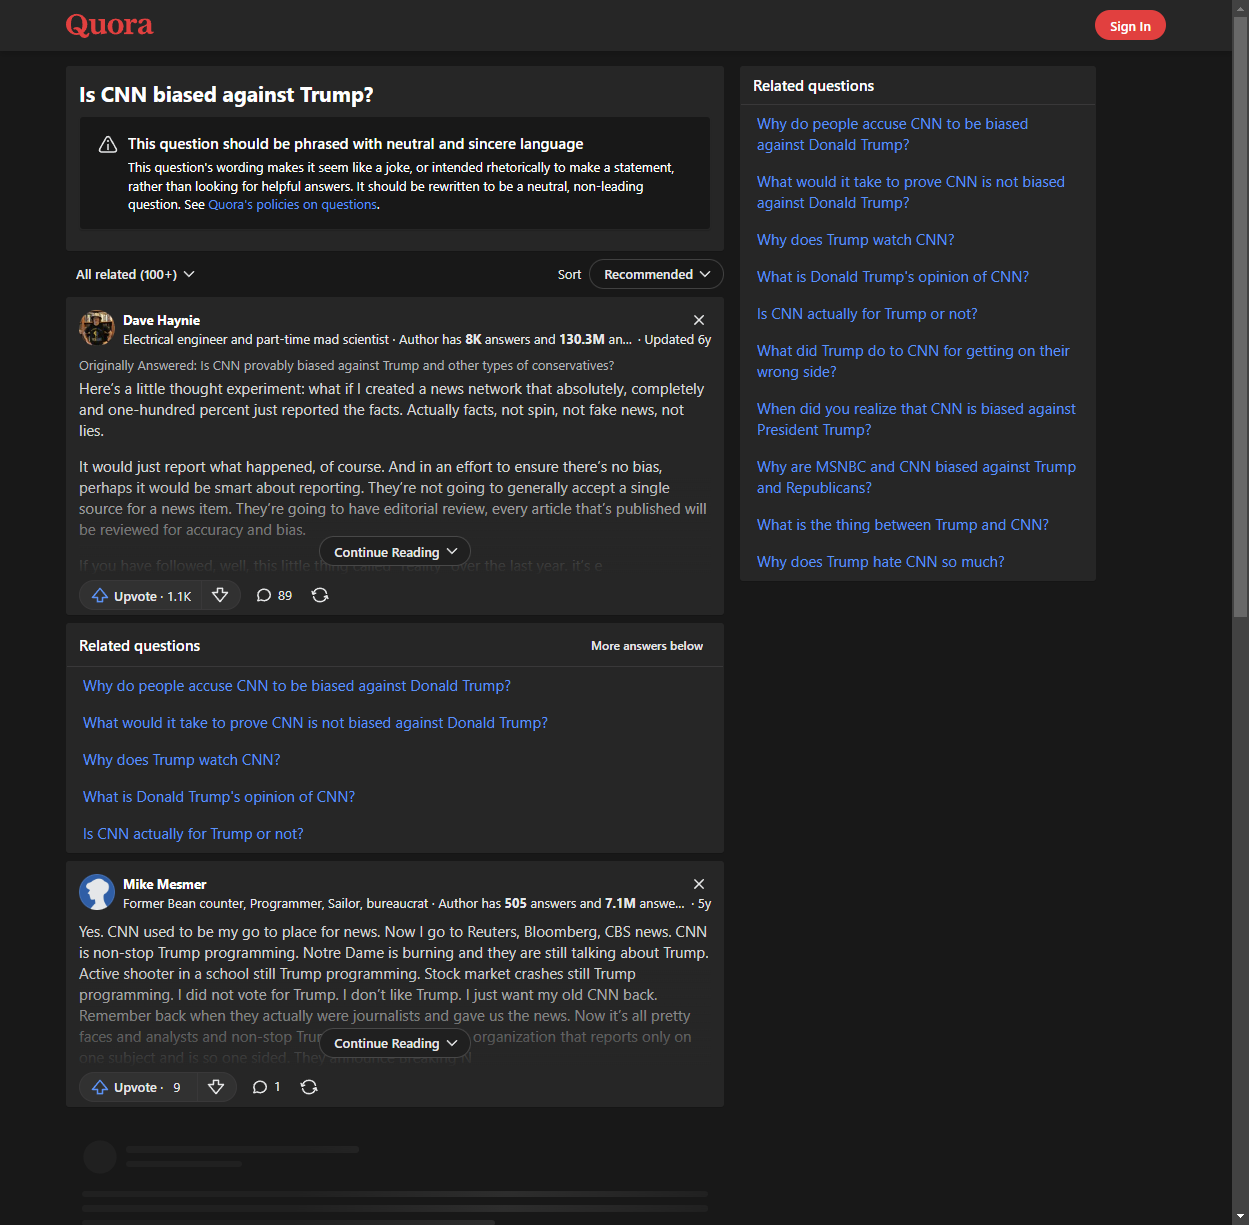 Quora
Sign In
Is CNN biased against Trump?
This question should be phrased with neutral and sincere language
This question's wording makes it seem like a joke, or intended rhetorically to make a statement,
rather than looking for helpful answers. It should be rewritten to be a neutral, non-leading
question. See Quora's policies on questions.
All related (100+)
Sort
Recommended
Dave Haynie
Electrical engineer and part-time mad scientist · Author has 8K answers and 130.3M an... · Updated 6y
Originally Answered: Is CNN provably biased against Trump and other types of conservatives?
Here’s a little thought experiment: what if I created a news network that absolutely, completely
and one-hundred percent just reported the facts. Actually facts, not spin, not fake news, not
lies.
It would just report what happened, of course. And in an effort to ensure there’s no bias,
perhaps it would be smart about reporting. They’re not going to generally accept a single
source for a news item. They’re going to have editorial review, every article that’s published will
be reviewed for accuracy and bias.
If you have followed, well, this little thing called “reality” over the last year, it’s e
Continue Reading
Upvote · 1.1K
89
Related questions
More answers below
Why do people accuse CNN to be biased against Donald Trump?
What would it take to prove CNN is not biased against Donald Trump?
Why does Trump watch CNN?
What is Donald Trump's opinion of CNN?
Is CNN actually for Trump or not?
Mike Mesmer
Former Bean counter, Programmer, Sailor, bureaucrat · Author has 505 answers and 7.1M answe... · 5y
Yes. CNN used to be my go to place for news. Now I go to Reuters, Bloomberg, CBS news. CNN
is non-stop Trump programming. Notre Dame is burning and they are still talking about Trump.
Active shooter in a school still Trump programming. Stock market crashes still Trump
programming. I did not vote for Trump. I don’t like Trump. I just want my old CNN back.
Remember back when they actually were journalists and gave us the news. Now it’s all pretty
faces and analysts and non-stop organization that reports only on
one subject and is so one sided. They announce breaking N
Continue Reading
Upvote · 9
1
Related questions
Why do people accuse CNN to be biased
against Donald Trump?
What would it take to prove CNN is not biased
against Donald Trump?
Why does Trump watch CNN?
What is Donald Trump's opinion of CNN?
Is CNN actually for Trump or not?
What did Trump do to CNN for getting on their
wrong side?
When did you realize that CNN is biased against
President Trump?
Why are MSNBC and CNN biased against Trump
and Republicans?
What is the thing between Trump and CNN?
Why does Trump hate CNN so much?